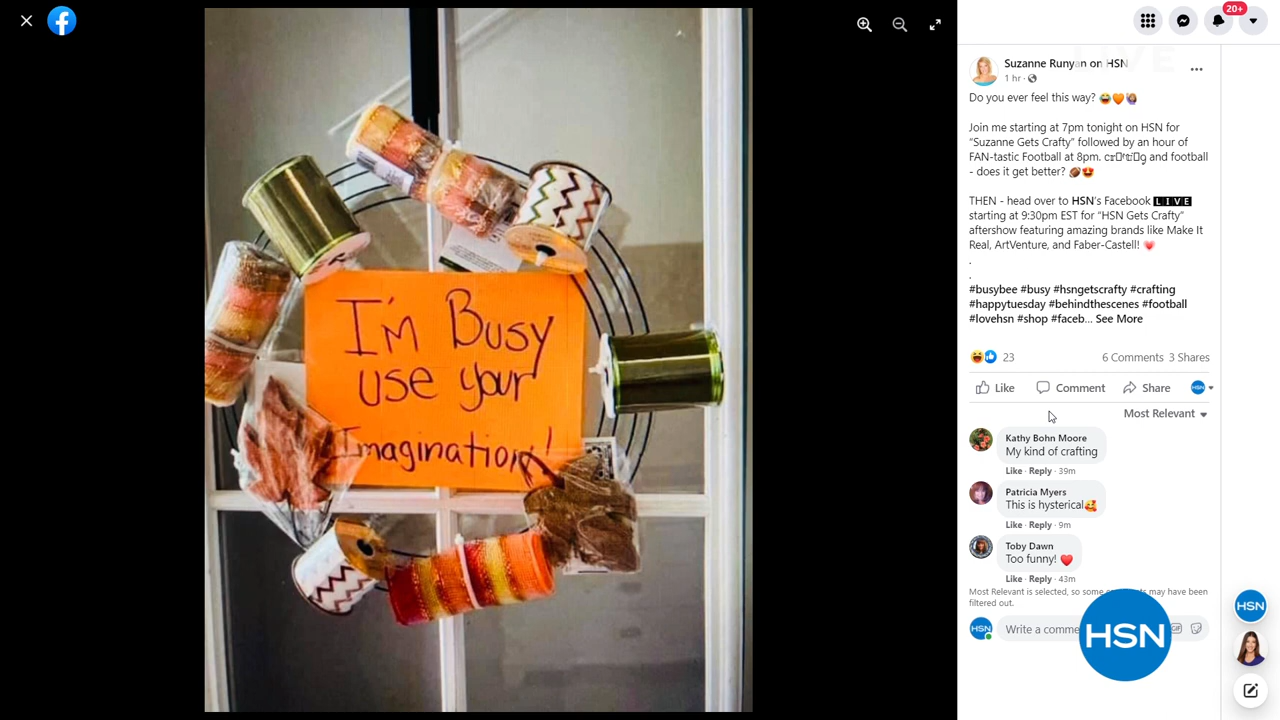 20+
LIVE
I'm Busy
use your
Imagination!
Suzanne Runyan on HSN
1 hr ·
Do you ever feel this way? 😂🧡🤷🏼‍♀️
Join me starting at 7pm tonight on HSN for
“Suzanne Gets Crafty” followed by an hour of
FAN-tastic Football at 8pm. and football
- does it get better? 🏈🤩
THEN - head over to HSN's Facebook LIVE
starting at 9:30pm EST for “HSN Gets Crafty”
aftershow featuring amazing brands like Make It
Real, ArtVenture, and Faber-Castell! 💗
.
.
#busybee #busy #hsngetscrafty #crafting
#happytuesday #behindthescenes #football
#lovehsn #shop #faceb... See More
23 6 Comments 3 Shares
Like Comment Share HSN
Most Relevant
Kathy Bohn Moore
My kind of crafting
Like · Reply · 39m
Patricia Myers
This is hysterical🥰
Like · Reply · 9m
Toby Dawn
Too funny! ❤️
Like · Reply · 43m
Most Relevant is selected, so some may have been
filtered out.
HSN Write a comme GIF
HSN
HSN